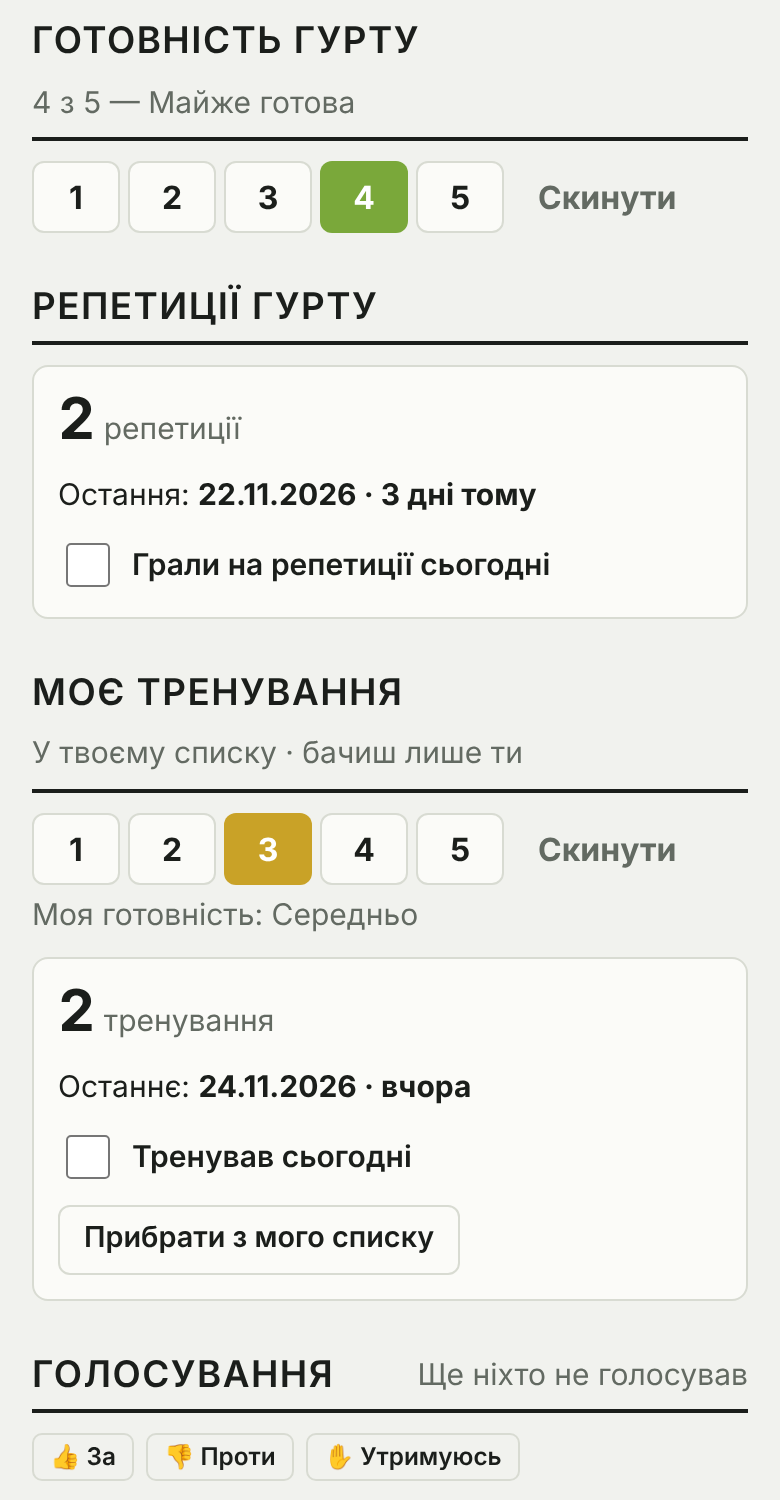 ГОТОВНІСТЬ ГУРТУ
4 з 5 — Майже готова
1 2 3 4 5 Скинути
РЕПЕТИЦІЇ ГУРТУ
2 репетиції
Остання: 22.11.2026 · 3 дні тому
Грали на репетиції сьогодні
МОЄ ТРЕНУВАННЯ
У твоєму списку · бачиш лише ти
1 2 3 4 5 Скинути
Моя готовність: Середньо
2 тренування
Останнє: 24.11.2026 · вчора
Тренував сьогодні
Прибрати з мого списку
ГОЛОСУВАННЯ Ще ніхто не голосував
👍 За 👎 Проти ✋ Утримуюсь